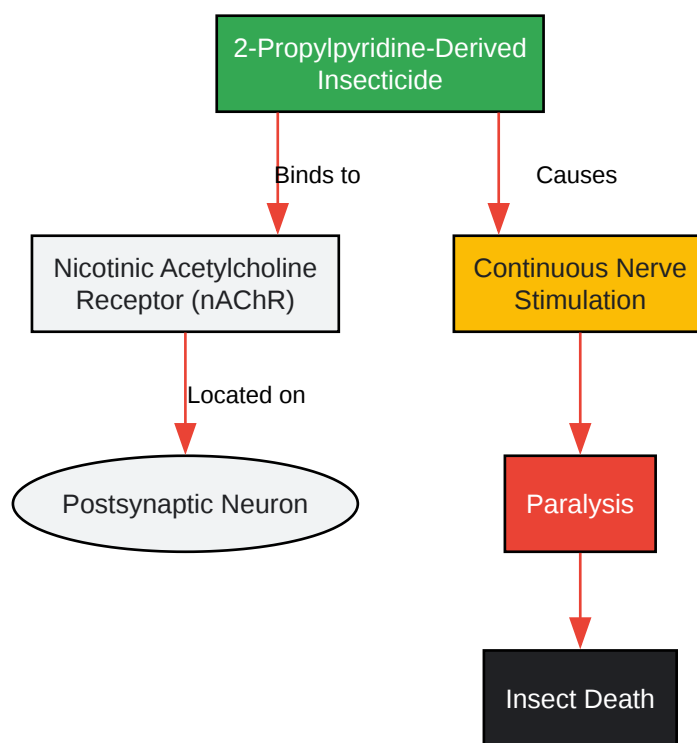 2-Propylpyridine-Derived
Insecticide
Binds to
Causes
Nicotinic Acetylcholine
Receptor (nAChR)
Continuous Nerve
Stimulation
Located on
Postsynaptic Neuron
Paralysis
Insect Death